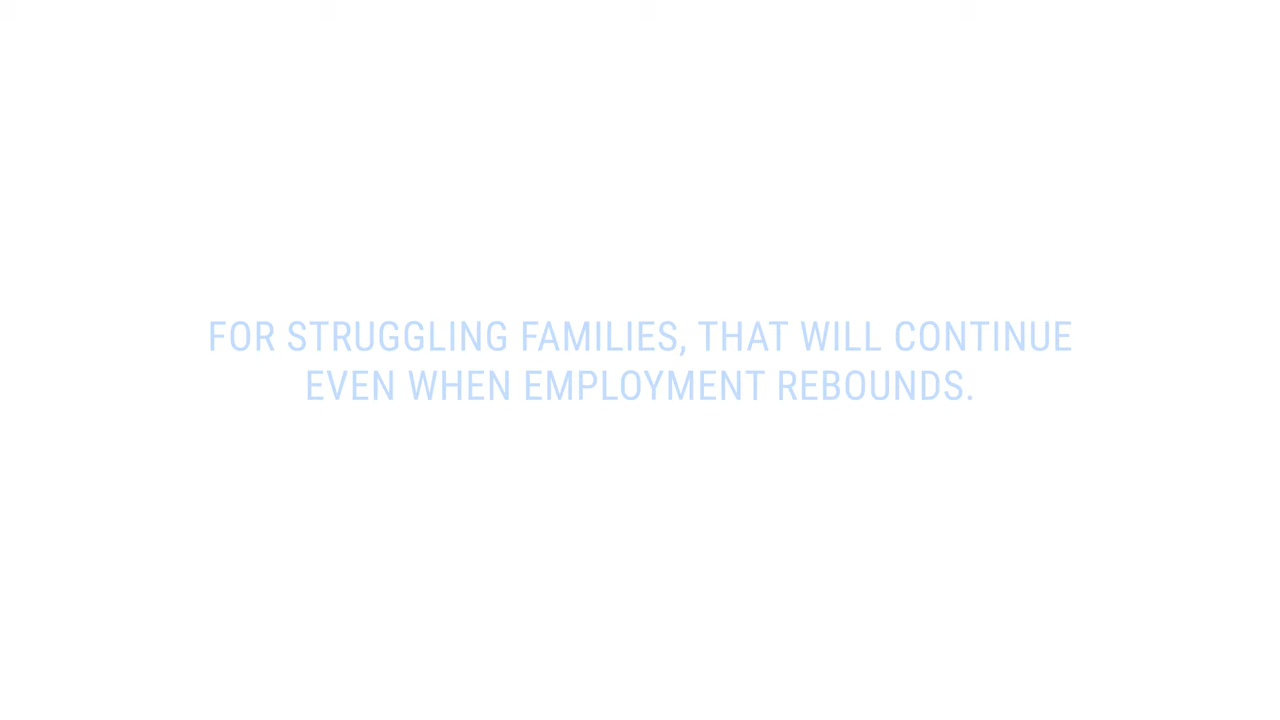 FOR STRUGGLING FAMILIES, THAT WILL CONTINUE
EVEN WHEN EMPLOYMENT REBOUNDS.